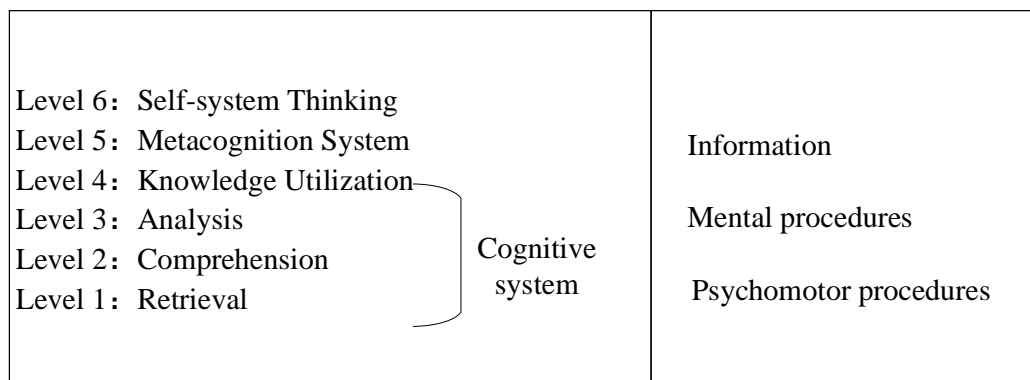 Level 6：Self-system Thinking
Level 5：Metacognition System
Level 4：Knowledge Utilization
Level 3：Analysis
Level 2：Comprehension
Level 1：Retrieval
Cognitive
system
Information
Mental procedures
Psychomotor procedures